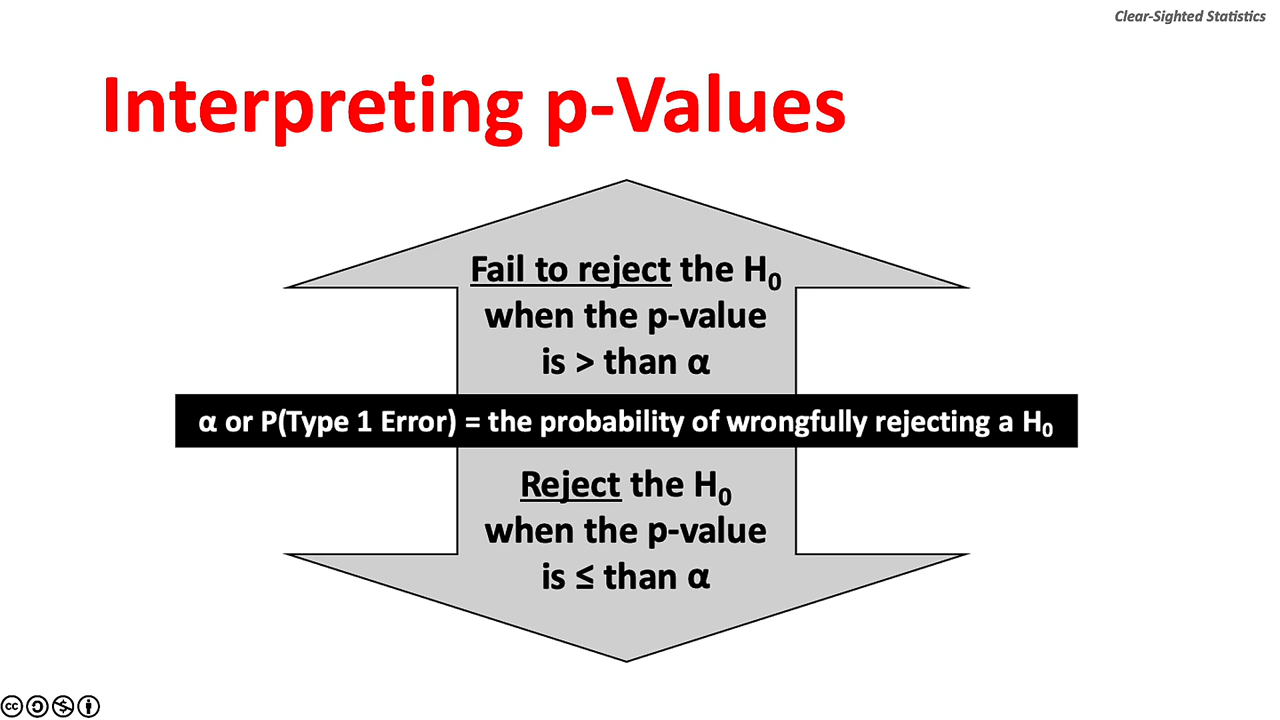 Clear-Sighted Statistics
Interpreting p-Values
Fail to reject the H₀
when the p-value
is > than α
α or P(Type 1 Error) = the probability of wrongfully rejecting a H₀
Reject the H₀
when the p-value
is ≤ than α
cc